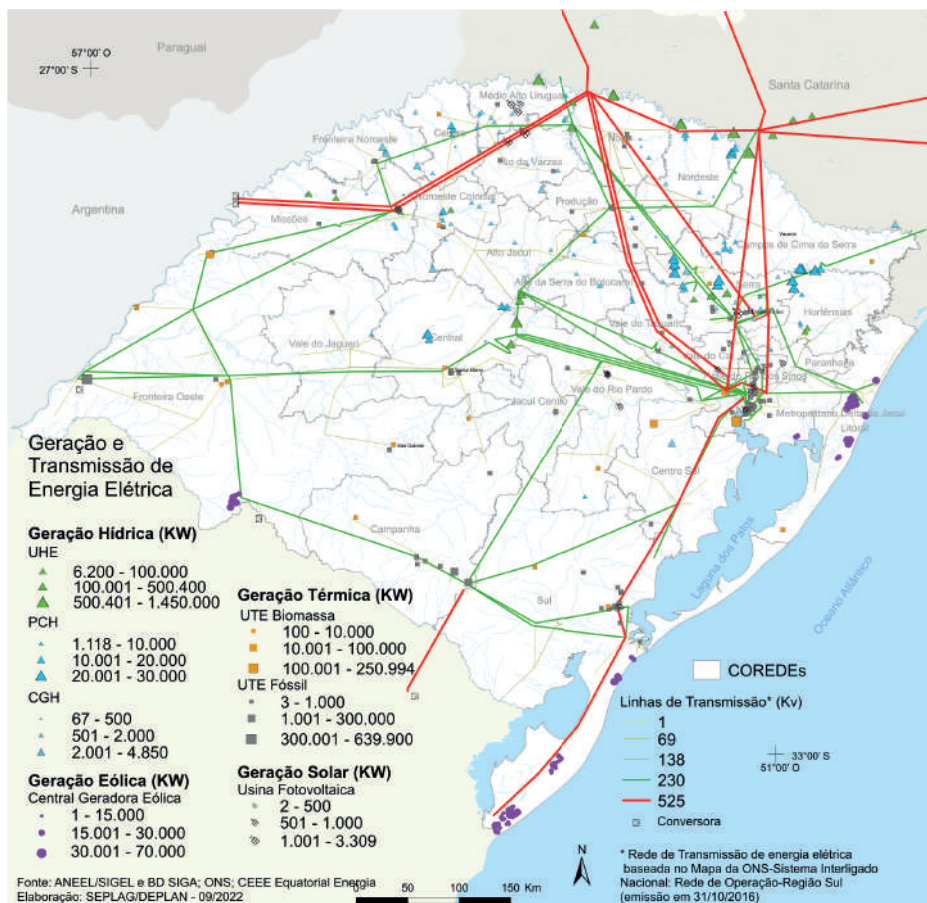 Paraguai
57°00' O
27°00' S
Santa Catarina
Médio Alto Uruguai
Fronteira Noroeste
Rio da Várzea
Nordeste
Argentina
Noroeste Colonial
Produção
Missões
Campos de Cima da Serra
Alto Jacuí
Alto da Serra do Botucaraí
Serra
Hortênsias
Vale do Taquari
Central
Vale do Jaguari
Vale do Caí
Paranhana
Fronteira Oeste
Vale do Rio Pardo
Jacuí Centro
Metropolitano Delta do Jacuí
Litoral
Centro Sul
Campanha
Sul
Laguna dos Patos
Oceano Atlântico
Geração e
Transmissão de
Energia Elétrica
Geração Hídrica (KW)
UHE
6.200 - 100.000
100.001 - 500.400
500.401 - 1.450.000
PCH
1.118 - 10.000
10.001 - 20.000
20.001 - 30.000
CGH
67 - 500
501 - 2.000
2.001 - 4.850
Geração Eólica (KW)
Central Geradora Eólica
1 - 15.000
15.001 - 30.000
30.001 - 70.000
Geração Térmica (KW)
UTE Biomassa
100 - 10.000
10.001 - 100.000
100.001 - 250.994
UTE Fóssil
3 - 1.000
1.001 - 300.000
300.001 - 639.900
Geração Solar (KW)
Usina Fotovoltaica
2 - 500
501 - 1.000
1.001 - 3.309
COREDEs
Linhas de Transmissão* (Kv)
1
69
138
230
525
Conversora
33°00' S
51°00' O
N
* Rede de Transmissão de energia elétrica
baseada no Mapa da ONS-Sistema Interligado
Nacional: Rede de Operação-Região Sul
(emissão em 31/10/2016)
Fonte: ANEEL/SIGEL e BD SIGA; ONS; CEEE Equatorial Energia
Elaboração: SEPLAG/DEPLAN - 09/2022
0 50 100 150 Km